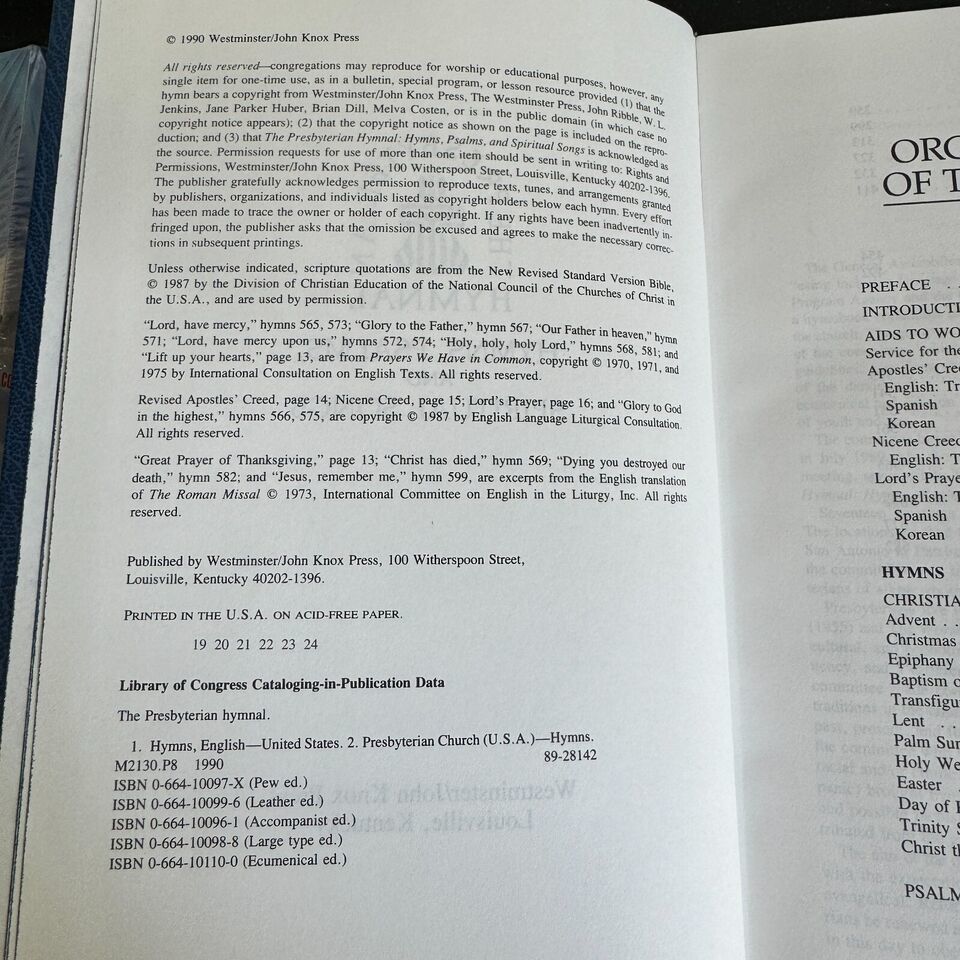 © 1990 Westminster/John Knox Press
All rights reserved—congregations may reproduce for worship or educational purposes, however, any
single item for one-time use, as in a bulletin, special program, or lesson resource provided (1) that the
hymn bears a copyright from Westminster/John Knox Press, The Westminster Press, John Ribble, W. L.
Jenkins, Jane Parker Huber, Brian Dill, Melva Costen, or is in the public domain (in which case no
copyright notice appears); (2) that the copyright notice as shown on the page is included on the repro-
duction; and (3) that The Presbyterian Hymnal: Hymns, Psalms, and Spiritual Songs is acknowledged as
the source. Permission requests for use of more than one item should be sent in writing to: Rights and
Permissions, Westminster/John Knox Press, 100 Witherspoon Street, Louisville, Kentucky 40202-1396.
The publisher gratefully acknowledges permission to reproduce texts, tunes, and arrangements granted
by publishers, organizations, and individuals listed as copyright holders below each hymn. Every effort
has been made to trace the owner or holder of each copyright. If any rights have been inadvertently in-
fringed upon, the publisher asks that the omission be excused and agrees to make the necessary correc-
tions in subsequent printings.
Unless otherwise indicated, scripture quotations are from the New Revised Standard Version Bible,
© 1987 by the Division of Christian Education of the National Council of the Churches of Christ in
the U.S.A., and are used by permission.
“Lord, have mercy,” hymns 565, 573; “Glory to the Father,” hymn 567; “Our Father in heaven,” hymn
571; “Lord, have mercy upon us,” hymns 572, 574; “Holy, holy, holy Lord,” hymns 568, 581; and
“Lift up your hearts,” page 13, are from Prayers We Have in Common, copyright © 1970, 1971, and
1975 by International Consultation on English Texts. All rights reserved.
Revised Apostles’ Creed, page 14; Nicene Creed, page 15; Lord’s Prayer, page 16; and “Glory to God
in the highest,” hymns 566, 575, are copyright © 1987 by English Language Liturgical Consultation.
All rights reserved.
“Great Prayer of Thanksgiving,” page 13; “Christ has died,” hymn 569; “Dying you destroyed our
death,” hymn 582; and “Jesus, remember me,” hymn 599, are excerpts from the English translation
of The Roman Missal © 1973, International Committee on English in the Liturgy, Inc. All rights
reserved.
Published by Westminster/John Knox Press, 100 Witherspoon Street,
Louisville, Kentucky 40202-1396.
PRINTED IN THE U.S.A. ON ACID-FREE PAPER.
19 20 21 22 23 24
Library of Congress Cataloging-in-Publication Data
The Presbyterian hymnal.
1. Hymns, English—United States. 2. Presbyterian Church (U.S.A.)—Hymns.
M2130.P8 1990 89-28142
ISBN 0-664-10097-X (Pew ed.)
ISBN 0-664-10099-6 (Leather ed.)
ISBN 0-664-10096-1 (Accompanist ed.)
ISBN 0-664-10098-8 (Large type ed.)
ISBN 0-664-10110-0 (Ecumenical ed.)
ORG
OF T
PREFACE . .
INTRODUCTI
AIDS TO WO
Service for the
Apostles’ Cree
English: Tr
Spanish
Korean
Nicene Creed
English: T
Lord’s Praye
English: T
Spanish
Korean
HYMNS
CHRISTIA
Advent . .
Christmas
Epiphany
Baptism o
Transfigu
Lent . .
Palm Sun
Holy We
Easter
Day of P
Trinity S
Christ th
PSALM